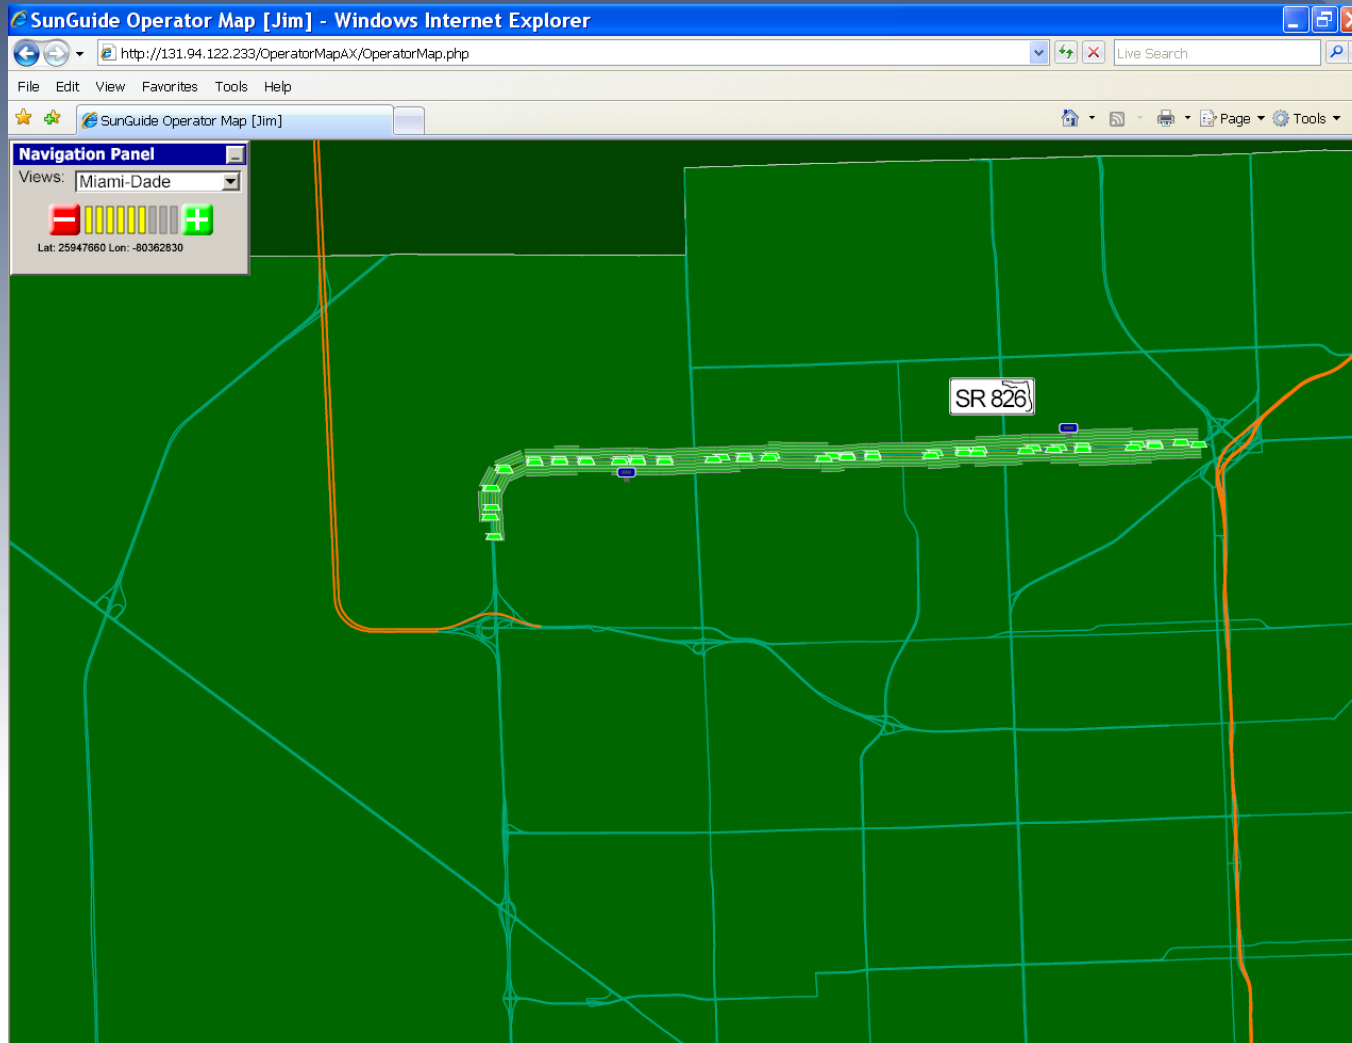 SunGuide Operator Map [Jim] - Windows Internet Explorer
http://131.94.122.233/OperatorMapAX/OperatorMap.php
Live Search
File Edit View Favorites Tools Help
SunGuide Operator Map [Jim]
Page Tools
Navigation Panel
Views: Miami-Dade
Lat: 25947660 Lon: -80362830
SR 826